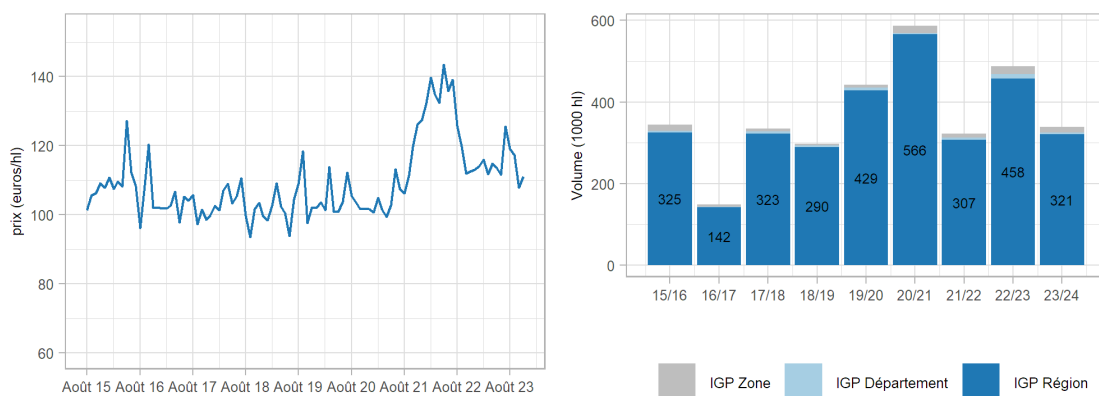 prix (euros/hl)
140
120
100
80
60
Août 15 Août 16 Août 17 Août 18 Août 19 Août 20 Août 21 Août 22 Août 23
Volume (1000 hl)
600
400
200
0
325 142 323 290 429 566 307 458 321
15/16 16/17 17/18 18/19 19/20 20/21 21/22 22/23 23/24
IGP Zone IGP Département IGP Région